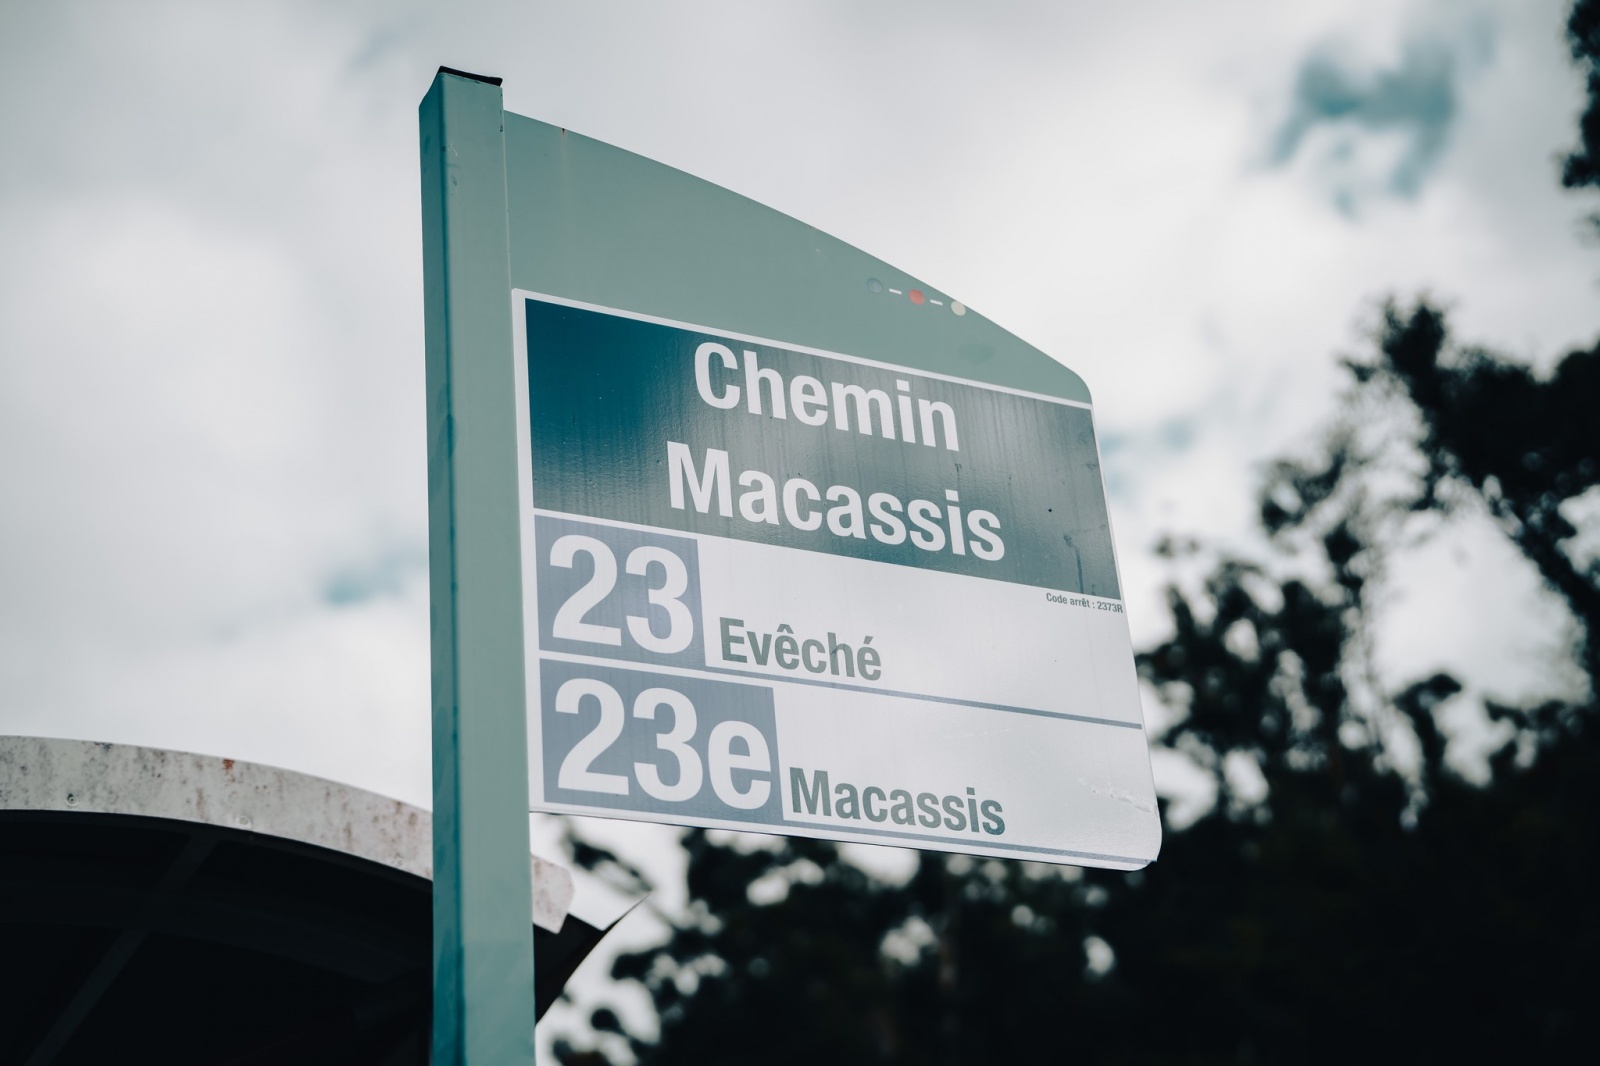 Chemin
Macassis
Code arrêt : 2373R
23 Evêché
23e Macassis